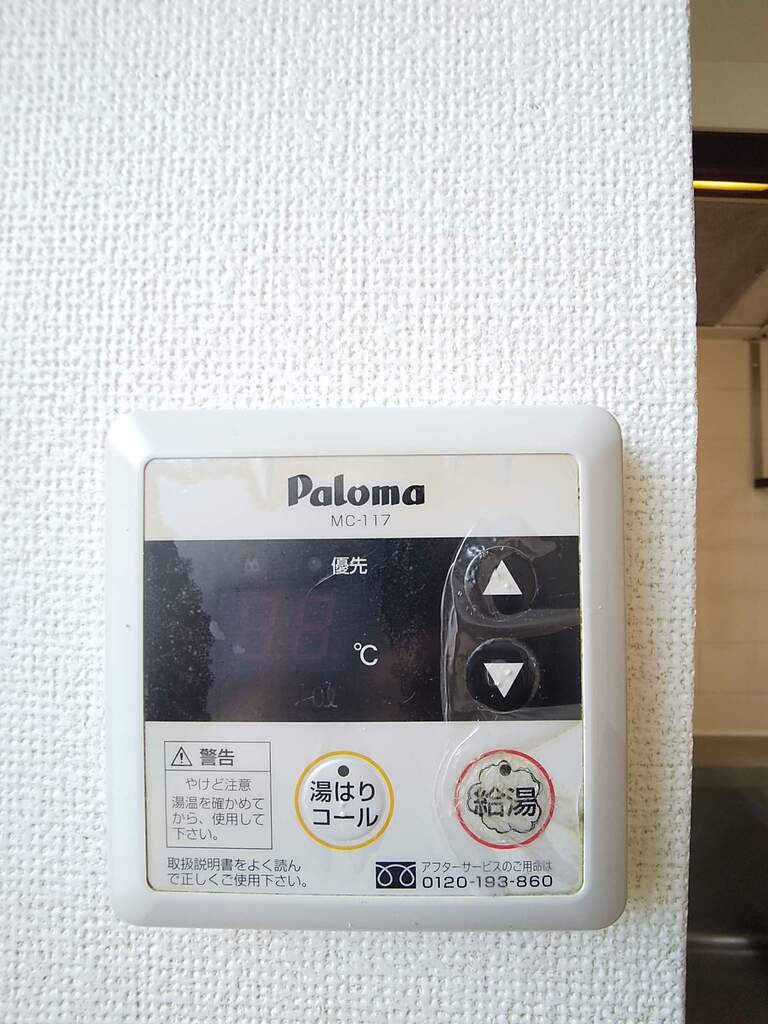 Paloma
MC-117
優先
℃
▲
▼
警告
やけど注意
湯温を確かめて
から、使用して
下さい。
湯はり
コール
給湯
取扱説明書をよく読ん
で正しくご使用下さい。
アフターサービスのご用品は
0120-193-860